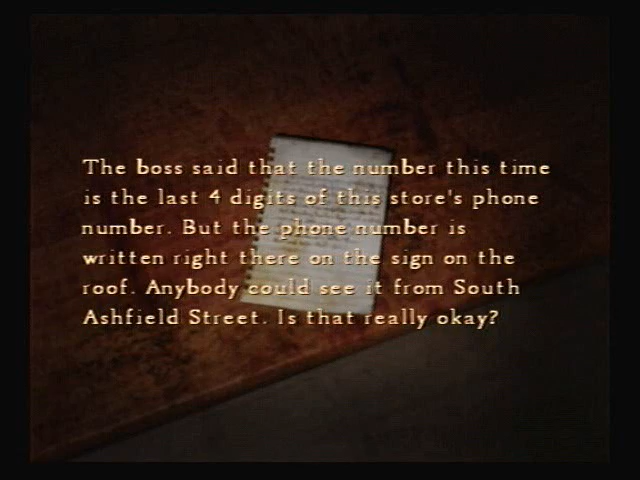 The boss said that the number this time
is the last 4 digits of this store's phone
number. But the phone number is
written right there on the sign on the
roof. Anybody could see it from South
Ashfield Street. Is that really okay?